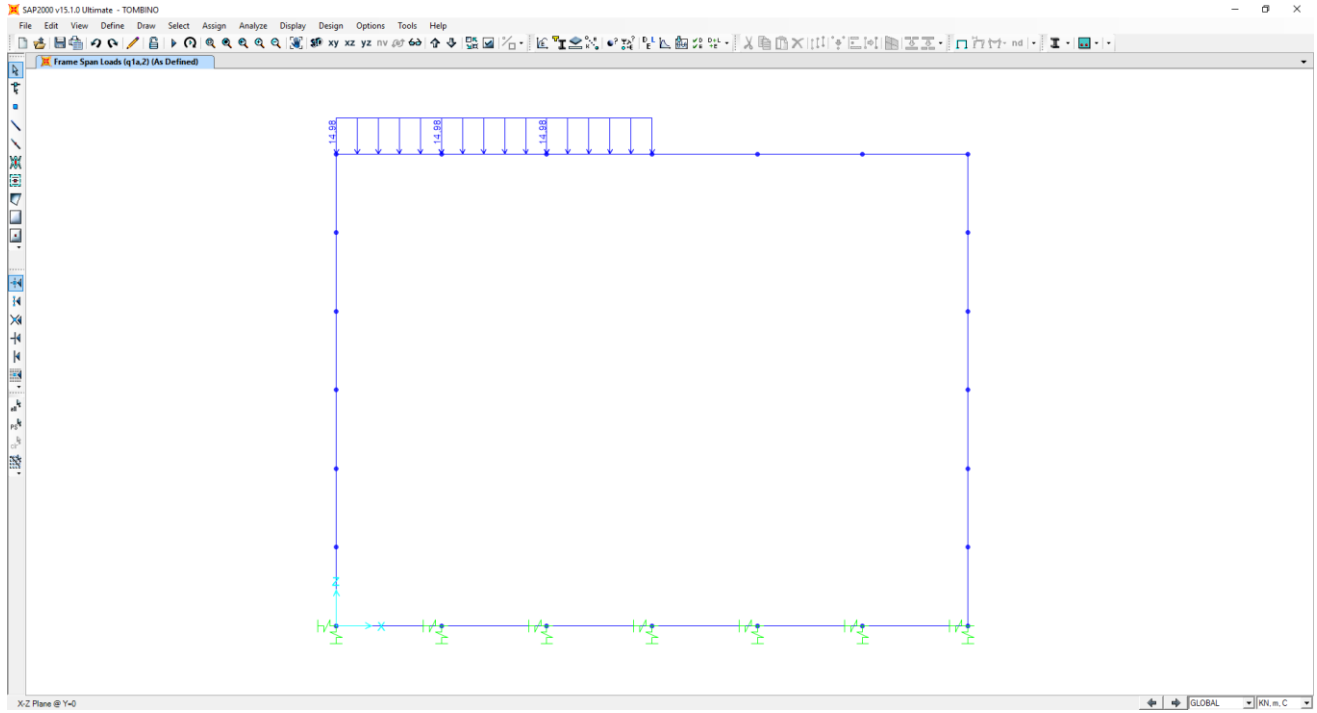 SAP2000 v15.1.0 Ultimate - TOMBINO
File Edit View Define Draw Select Assign Analyze Display Design Options Tools Help
xy xz yz nv nd
Frame Span Loads (q1a,2) (As Defined)
14.98 14.98 14.98
Z
X
X-Z Plane @ Y=0 GLOBAL KN, m, C